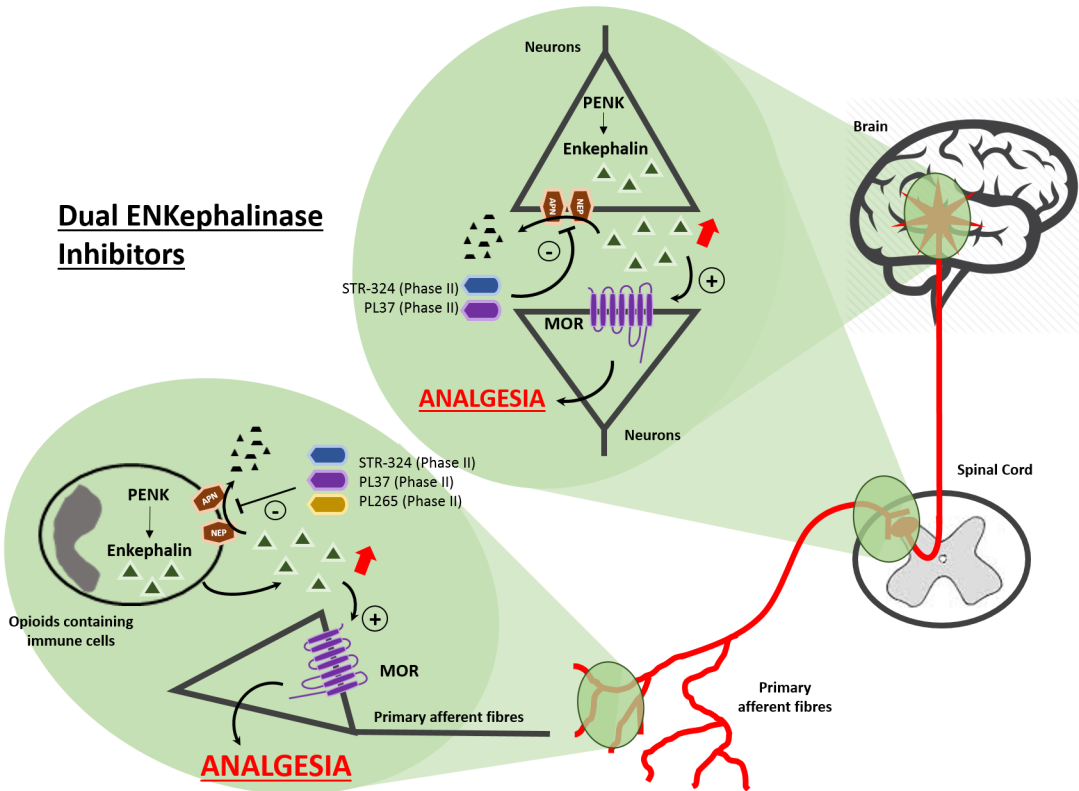 Dual ENKephalinase
Inhibitors
Neurons
PENK
Enkephalin
APN
NEP
-
+
STR-324 (Phase II)
PL37 (Phase II)
MOR
ANALGESIA
Neurons
Brain
Spinal Cord
Primary
afferent fibres
PENK
Enkephalin
APN
NEP
-
STR-324 (Phase II)
PL37 (Phase II)
PL265 (Phase II)
+
Opioids containing
immune cells
MOR
Primary afferent fibres
ANALGESIA